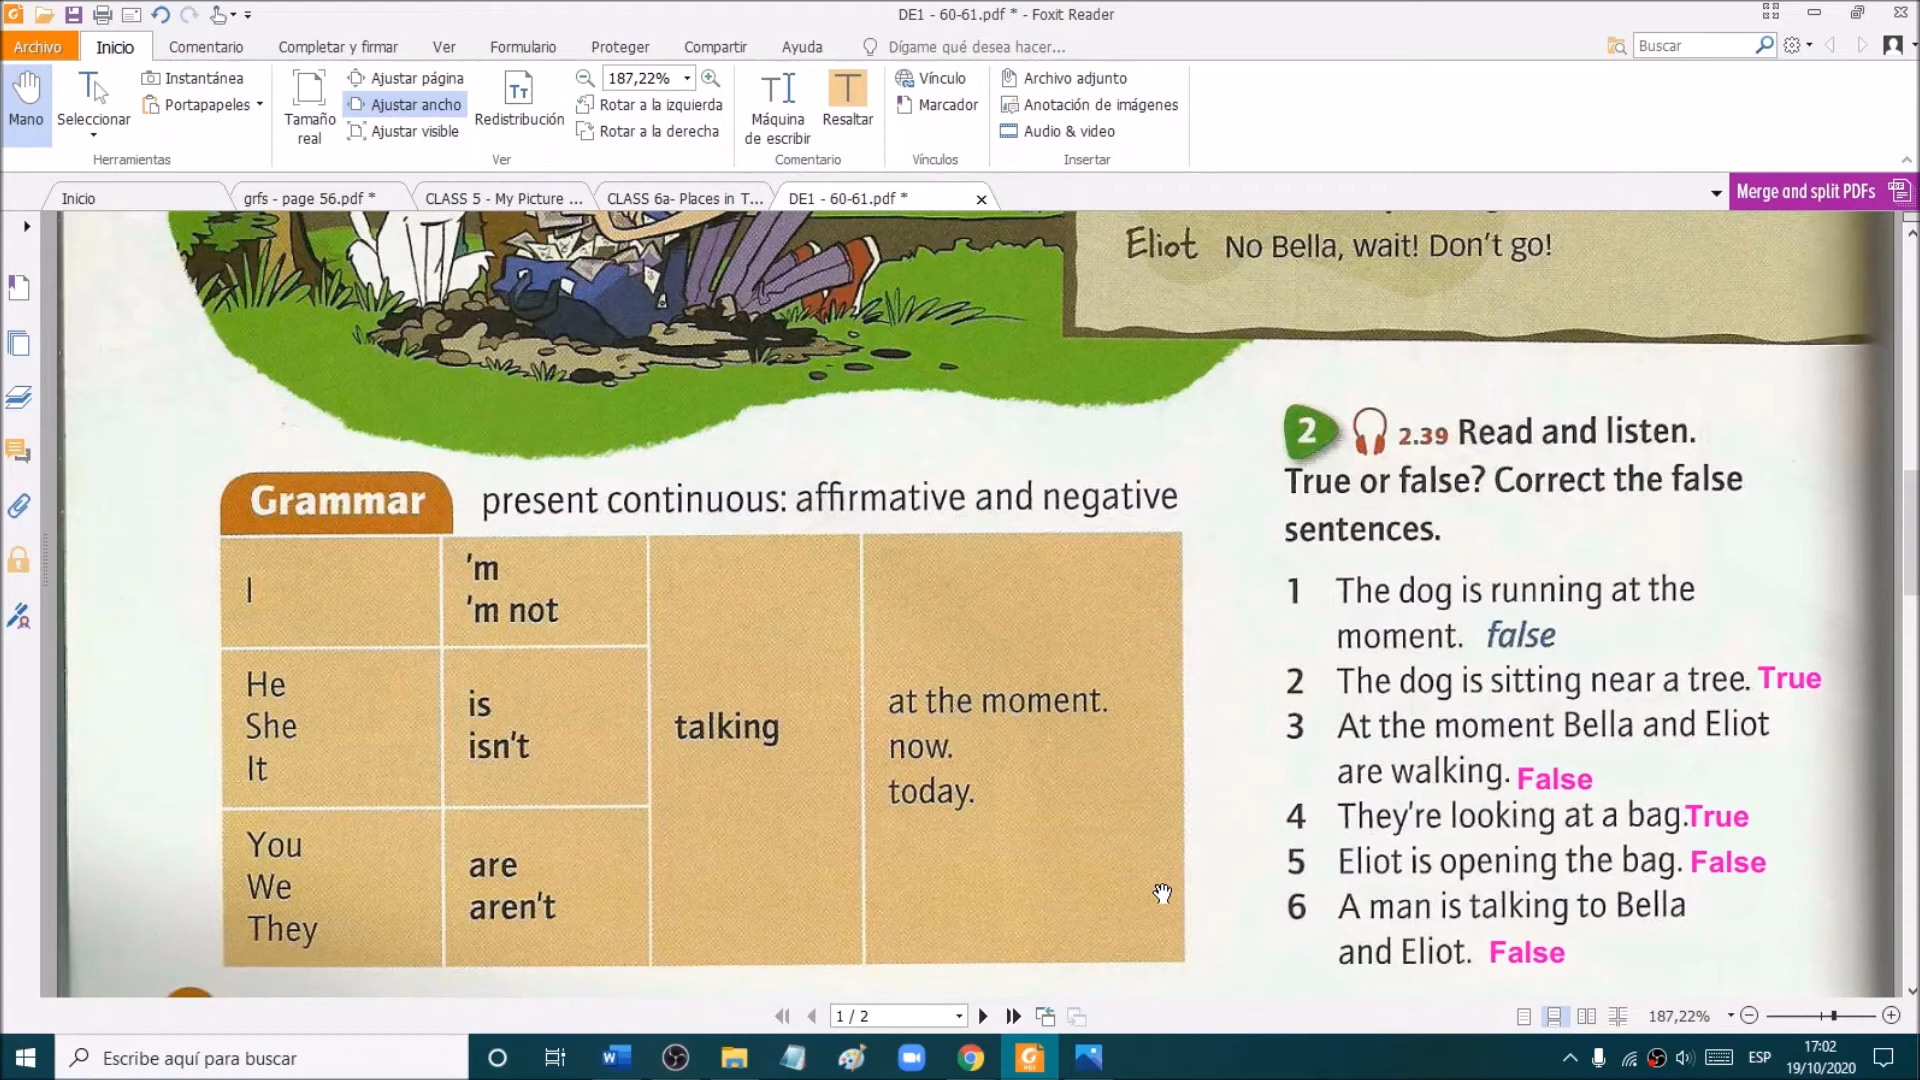 DE1 - 60-61.pdf * - Foxit Reader
Archivo Inicio Comentario Completar y firmar Ver Formulario Proteger Compartir Ayuda Dígame qué desea hacer... Buscar
Mano
Seleccionar
Instantánea
Portapapeles
Herramientas
Tamaño real
Ajustar página
Ajustar ancho
Ajustar visible
Redistribución
187,22%
Rotar a la izquierda
Rotar a la derecha
Ver
Máquina de escribir
Resaltar
Comentario
Vínculo
Marcador
Vínculos
Archivo adjunto
Anotación de imágenes
Audio & video
Insertar
Inicio grfs - page 56.pdf * CLASS 5 - My Picture ... CLASS 6a- Places in T... DE1 - 60-61.pdf * Merge and split PDFs
Eliot No Bella, wait! Don't go!
Grammar present continuous: affirmative and negative
I
'm
'm not
He
She
It
is
isn't
You
We
They
are
aren't
talking
at the moment.
now.
today.
2 2.39 Read and listen.
True or false? Correct the false
sentences.
1 The dog is running at the
moment. false
2 The dog is sitting near a tree. True
3 At the moment Bella and Eliot
are walking. False
4 They're looking at a bag. True
5 Eliot is opening the bag. False
6 A man is talking to Bella
and Eliot. False
1 / 2
187,22%
Escribe aquí para buscar
ESP
17:02
19/10/2020